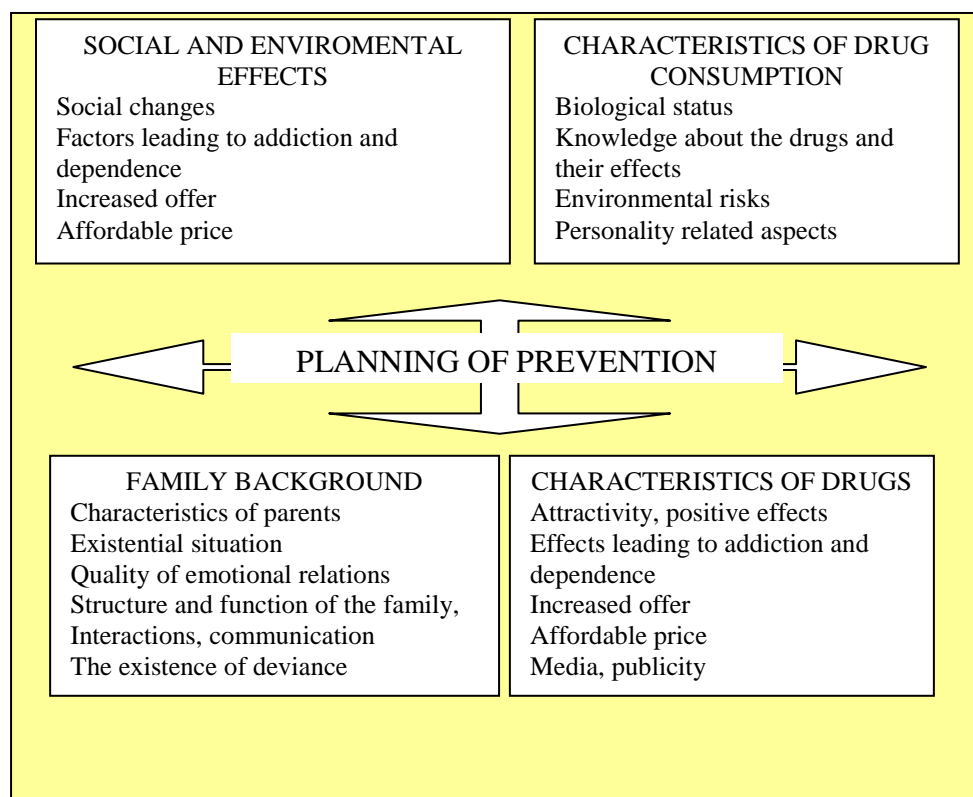 SOCIAL AND ENVIROMENTAL
EFFECTS
Social changes
Factors leading to addiction and
dependence
Increased offer
Affordable price
CHARACTERISTICS OF DRUG
CONSUMPTION
Biological status
Knowledge about the drugs and
their effects
Environmental risks
Personality related aspects
PLANNING OF PREVENTION
FAMILY BACKGROUND
Characteristics of parents
Existential situation
Quality of emotional relations
Structure and function of the family,
Interactions, communication
The existence of deviance
CHARACTERISTICS OF DRUGS
Attractivity, positive effects
Effects leading to addiction and
dependence
Increased offer
Affordable price
Media, publicity